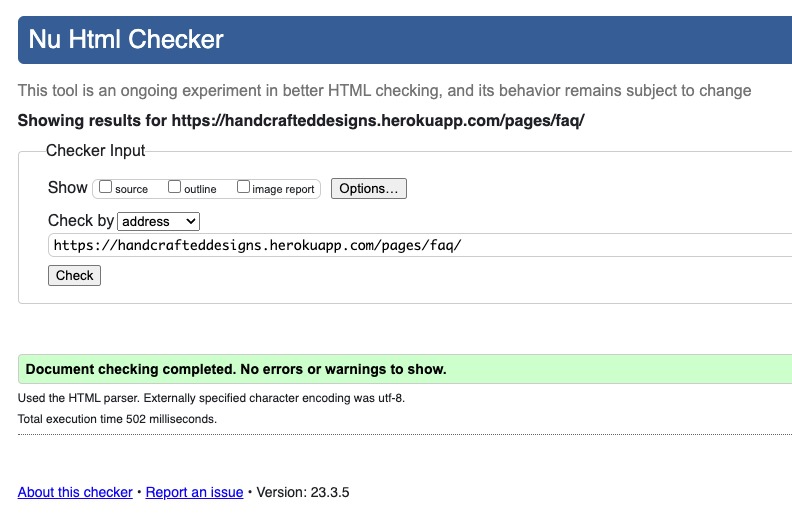 Nu Html Checker
This tool is an ongoing experiment in better HTML checking, and its behavior remains subject to change
Showing results for https://handcrafteddesigns.herokuapp.com/pages/faq/
Checker Input
Show source outline image report Options...
Check by address
https://handcrafteddesigns.herokuapp.com/pages/faq/
Check
Document checking completed. No errors or warnings to show.
Used the HTML parser. Externally specified character encoding was utf-8.
Total execution time 502 milliseconds.
About this checker • Report an issue • Version: 23.3.5